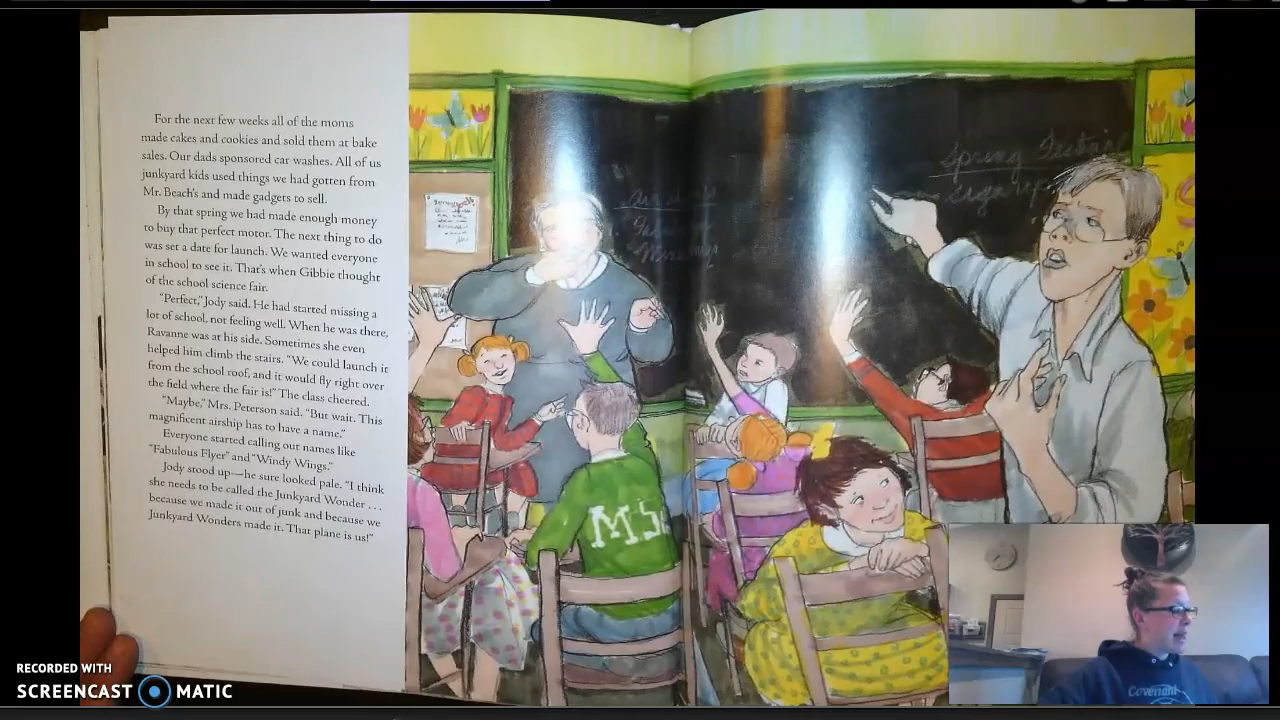 For the next few weeks all of the moms
made cakes and cookies and sold them at bake
sales. Our dads sponsored car washes. All of us
junkyard kids used things we had gotten from
Mr. Beach's and made gadgets to sell.
By that spring we had made enough money
to buy that perfect motor. The next thing to do
was set a date for launch. We wanted everyone
in school to see it. That's when Gibbie thought
of the school science fair.
"Perfect," Jody said. He had started missing a
lot of school, not feeling well. When he was there,
Ravanne was at his side. Sometimes she even
helped him climb the stairs. "We could launch it
from the school roof, and it would fly right over
the field where the fair is!" The class cheered.
"Maybe," Mrs. Peterson said. "But wait. This
magnificent airship has to have a name."
Everyone started calling out names like
"Fabulous Flyer" and "Windy Wings."
Jody stood up—he sure looked pale. "I think
she needs to be called the Junkyard Wonder . . .
because we made it out of junk and because we
Junkyard Wonders made it. That plane is us!"
Spring Festival
sign up
MS
Covenant
RECORDED WITH
SCREENCAST MATIC